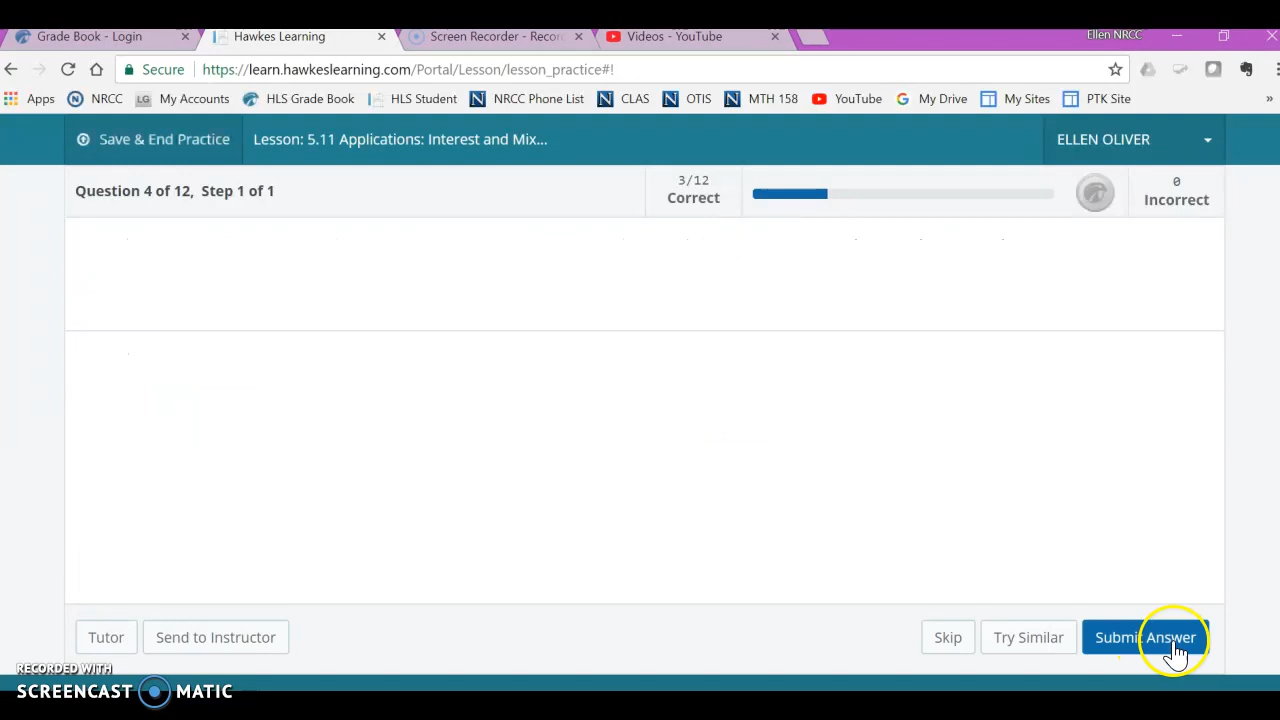 Grade Book - Login
Hawkes Learning
Screen Recorder - Recor
Videos - YouTube
Ellen NRCC
Secure
https://learn.hawkeslearning.com/Portal/Lesson/lesson_practice#!
Apps
NRCC
LG My Accounts
HLS Grade Book
HLS Student
N NRCC Phone List
N CLAS
N OTIS
N MTH 158
YouTube
G My Drive
My Sites
PTK Site
»
Save & End Practice
Lesson: 5.11 Applications: Interest and Mix...
ELLEN OLIVER
Question 4 of 12, Step 1 of 1
3/12
Correct
0
Incorrect
Tutor
Send to Instructor
Skip
Try Similar
Submit Answer
RECORDED WITH
SCREENCAST MATIC